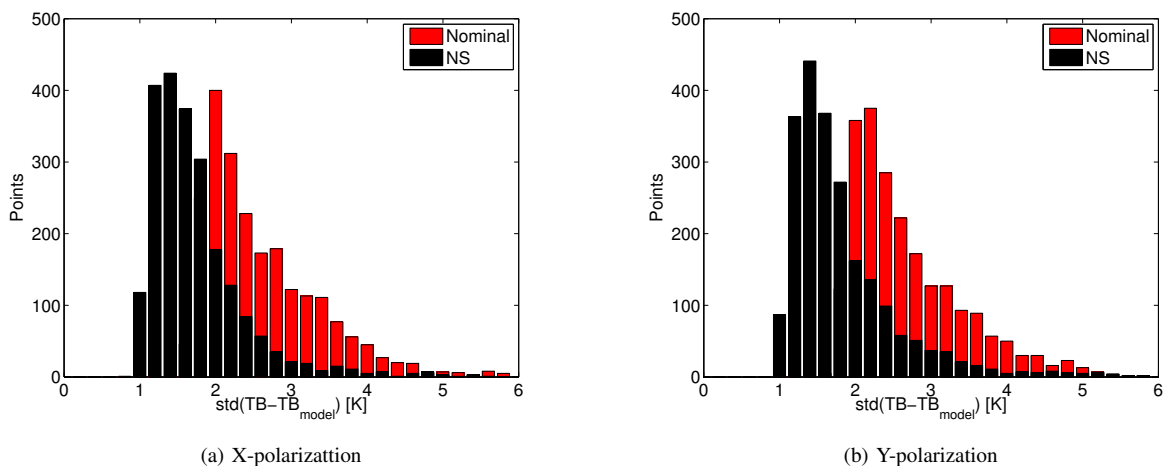 500
400
300
200
100
0
Points
0 1 2 3 4 5 6
std(TB−TB_model) [K]
Nominal
NS
(a) X-polarizattion
500
400
300
200
100
0
Points
0 1 2 3 4 5 6
std(TB−TB_model) [K]
Nominal
NS
(b) Y-polarization